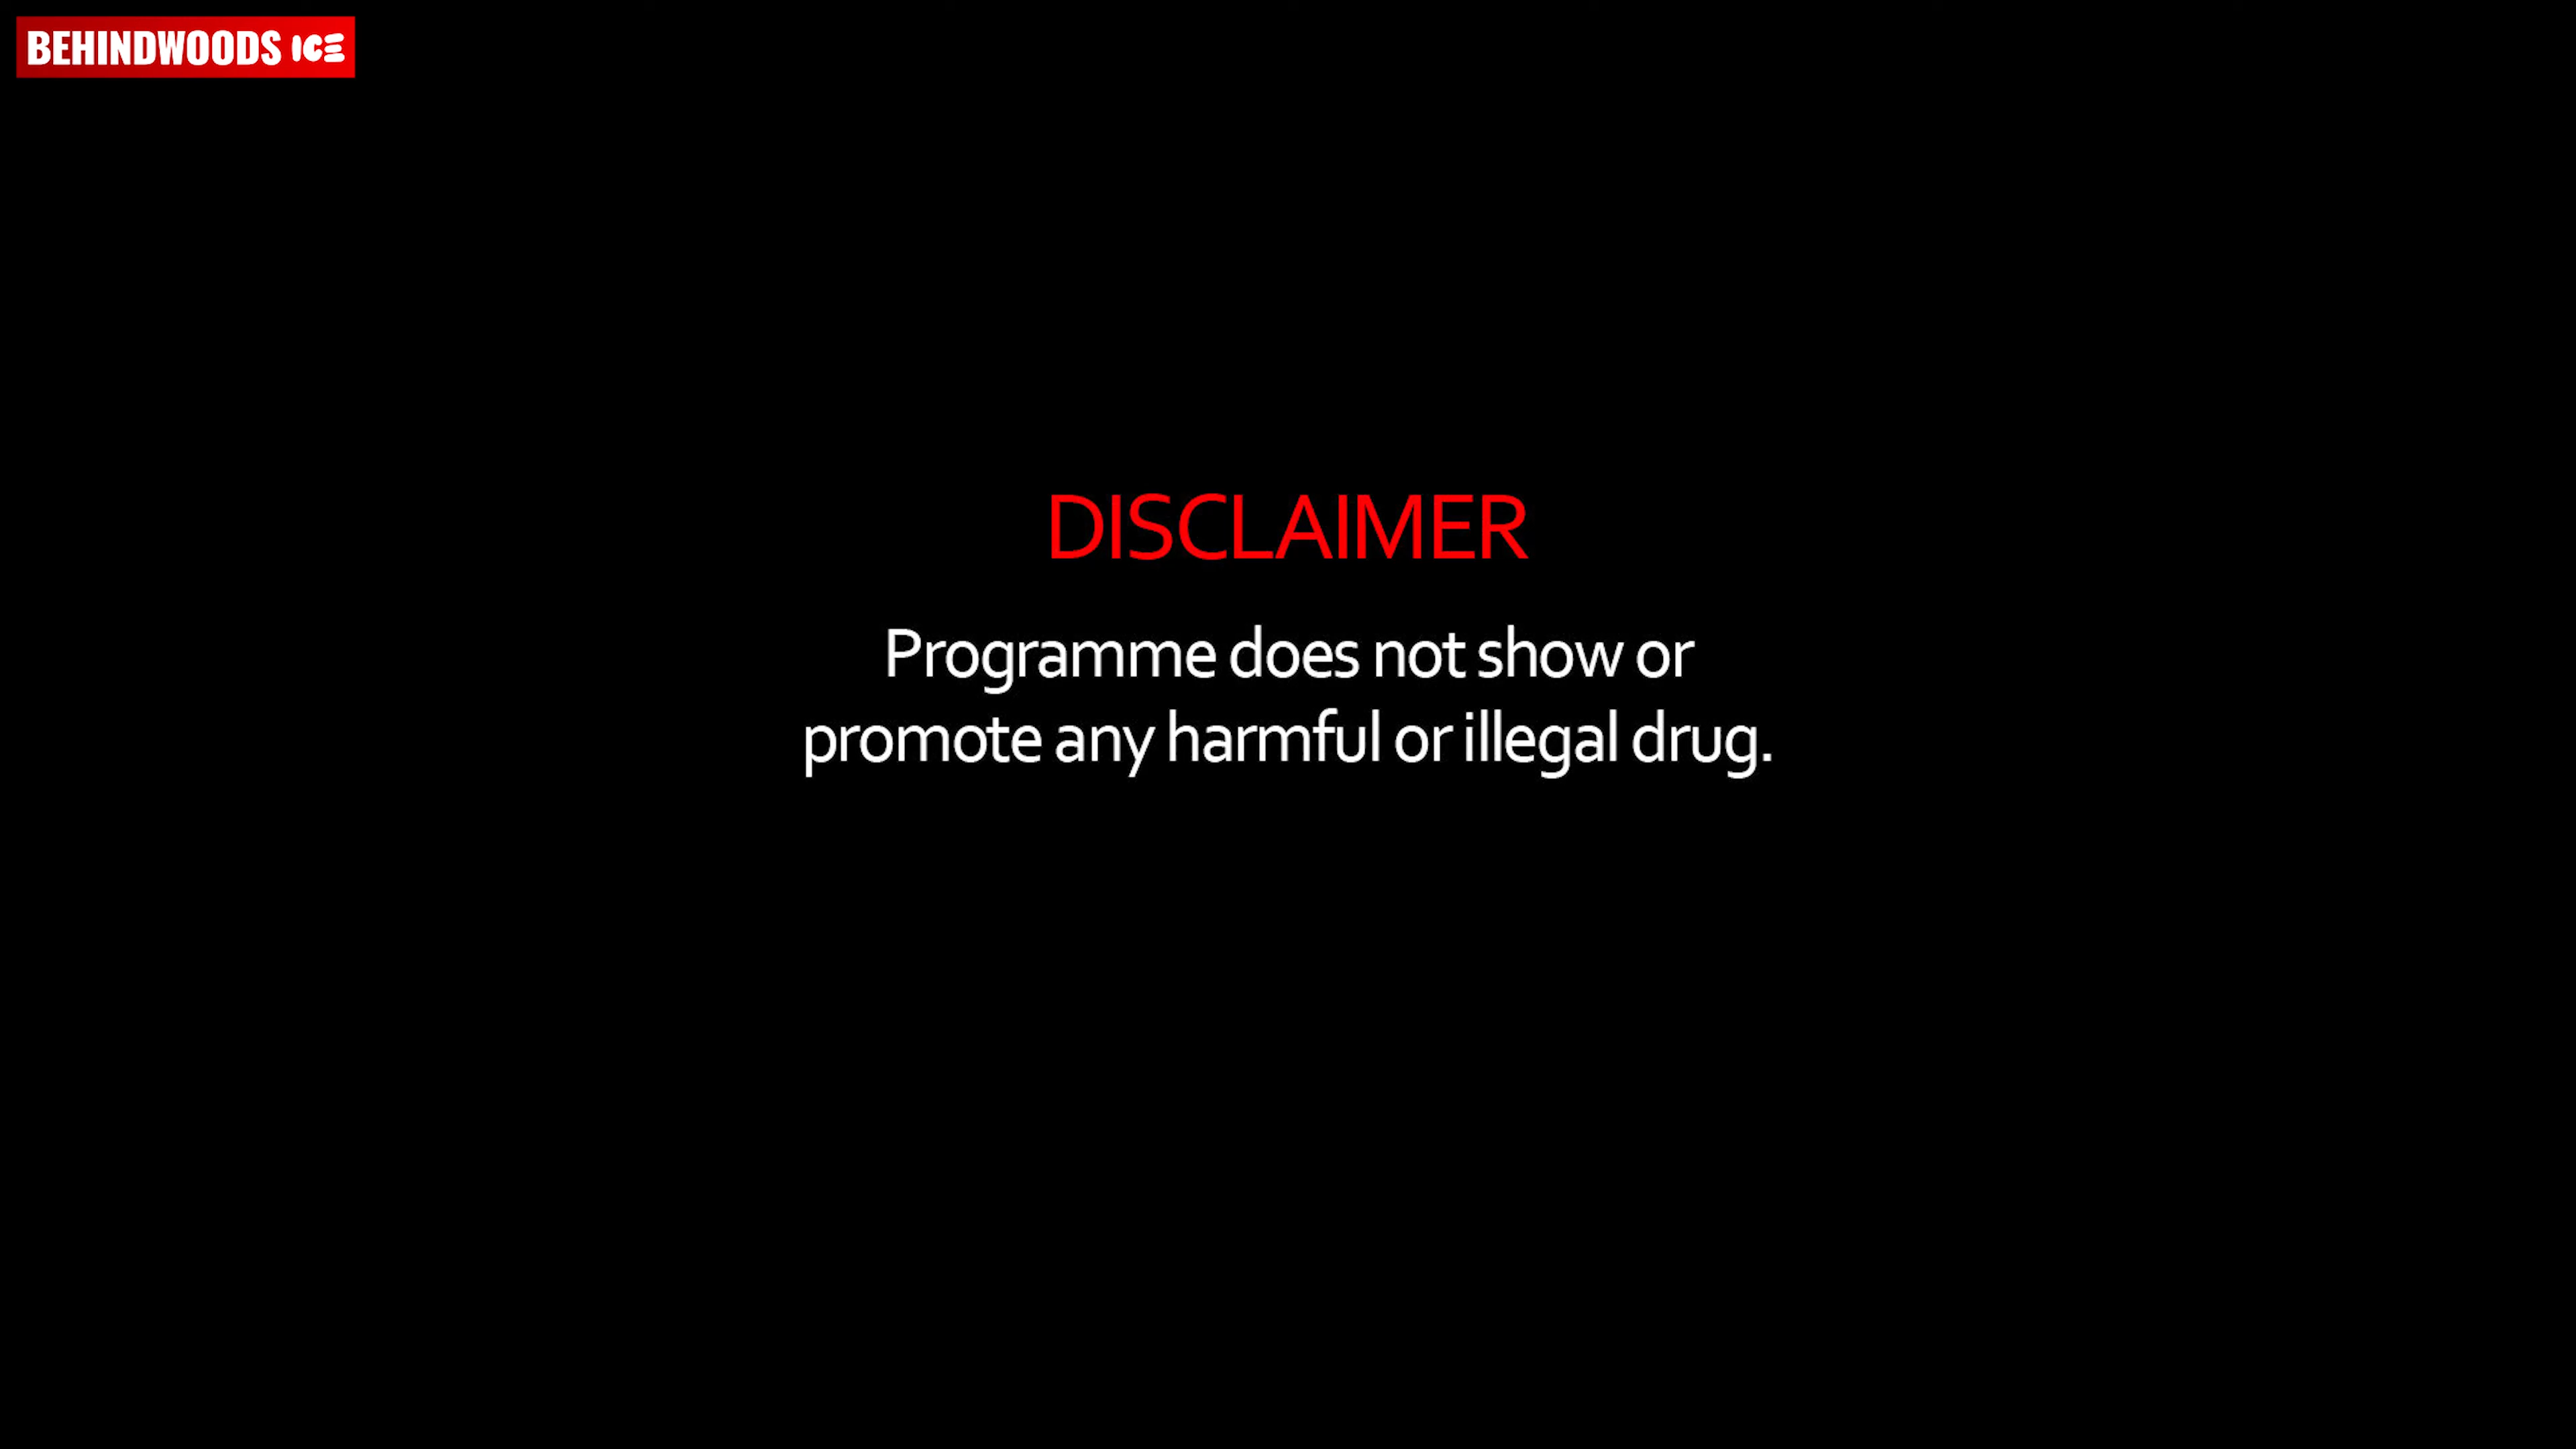 BEHINDWOODS ICE
DISCLAIMER
Programme does not show or
promote any harmful or illegal drug.